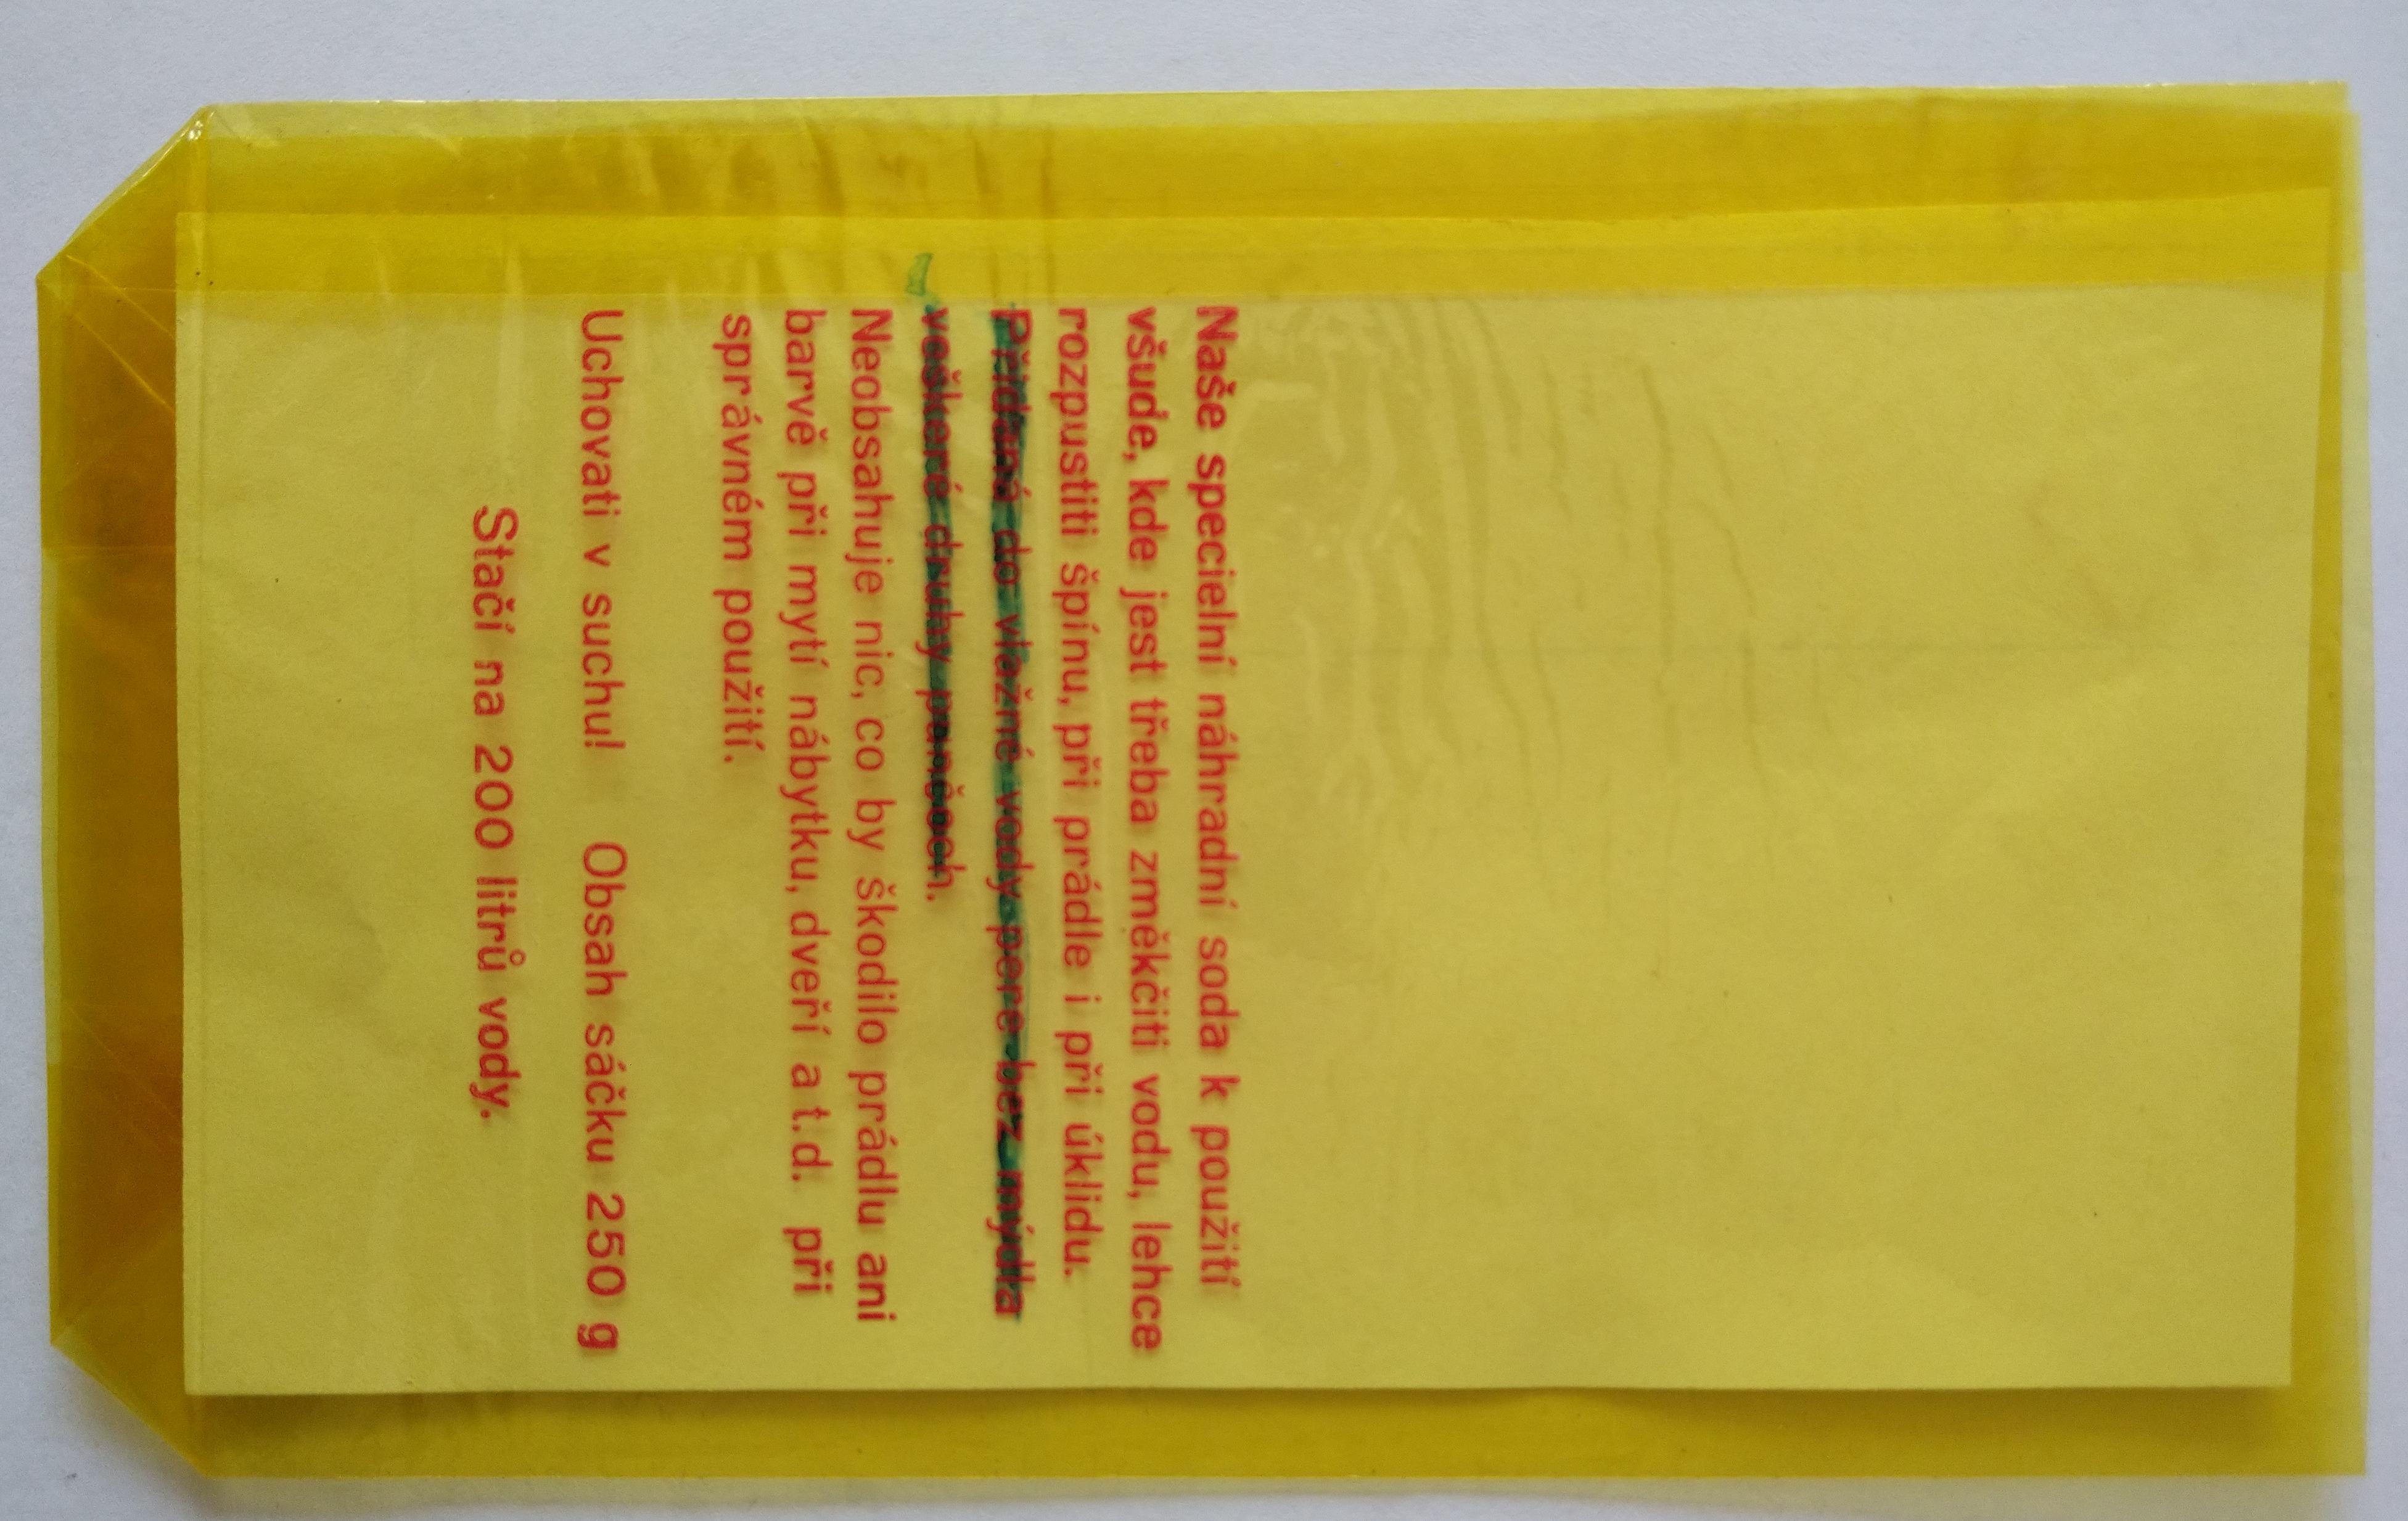 Naše specielní náhradní soda k použití
všude, kde jest třeba změkčiti vodu, lehce
rozpustiti špínu, při prádle i při úklidu.
Přidaná do vlažné vody pere bez mýdla
veškeré druhy punčoch.
Neobsahuje nic, co by škodilo prádlu ani
barvě při mytí nábytku, dveří a t.d. při
správném použití.
Uchovati v suchu! Obsah sáčku 250 g
Stačí na 200 litrů vody.